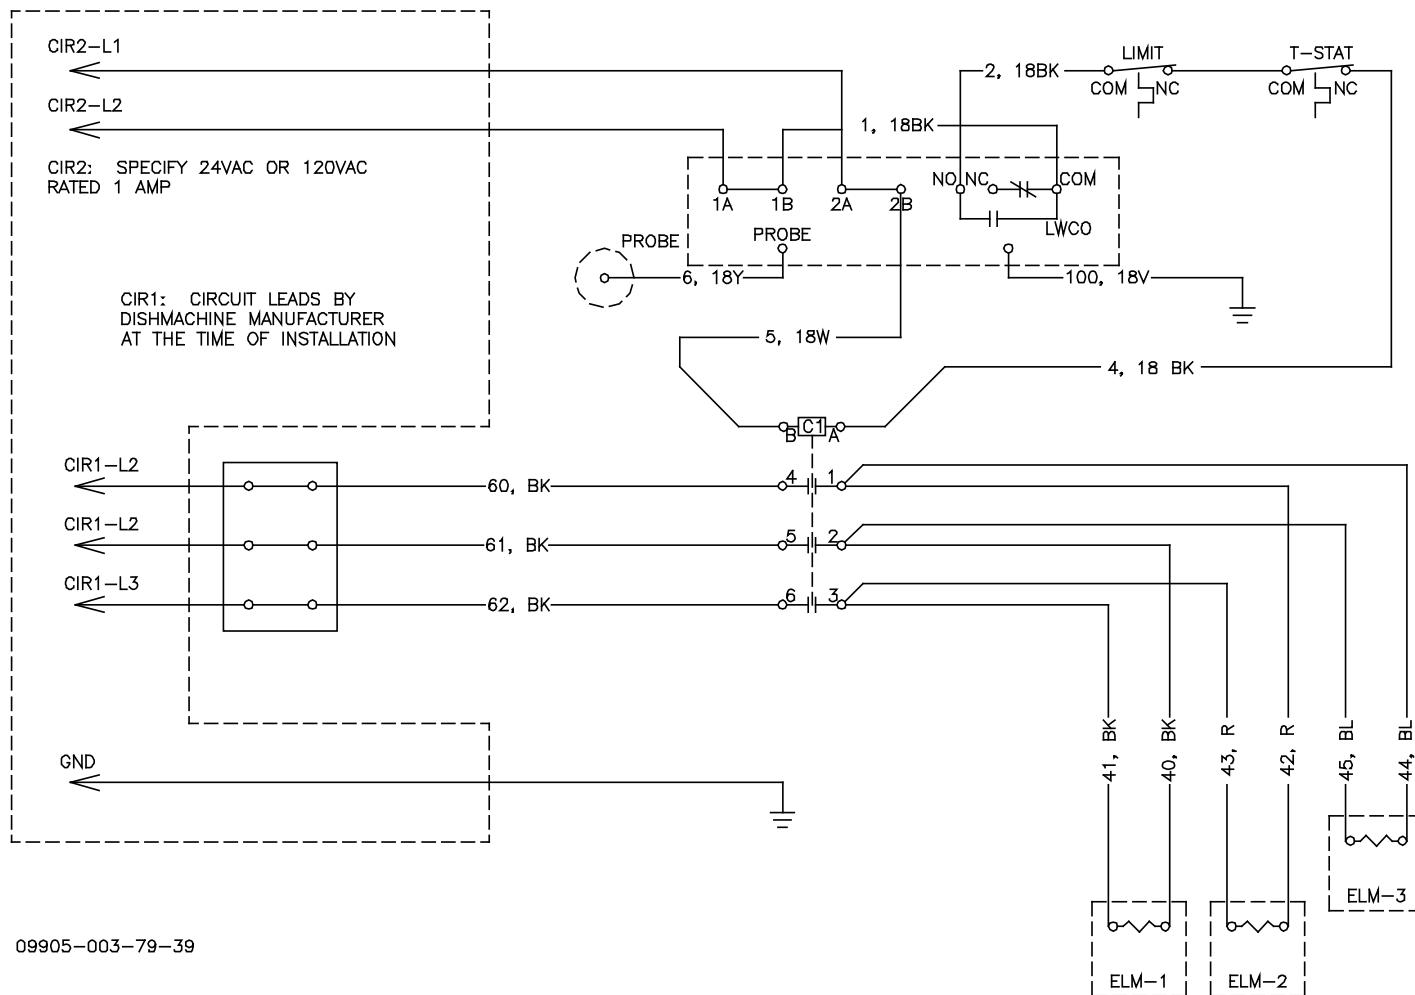 CIR2-L1
LIMIT
T-STAT
2, 18BK
COM NC
COM NC
CIR2-L2
1, 18BK
CIR2: SPECIFY 24VAC OR 120VAC
RATED 1 AMP
NO NC COM
1A 1B 2A 2B
LWCO
PROBE
PROBE
6, 18Y
100, 18V
CIR1: CIRCUIT LEADS BY
DISHMACHINE MANUFACTURER
AT THE TIME OF INSTALLATION
5, 18W
4, 18 BK
B C1 A
CIR1-L2
60, BK
4 1
CIR1-L2
61, BK
5 2
CIR1-L3
62, BK
6 3
GND
41, BK
40, BK
43, R
42, R
45, BL
44, BL
ELM-3
09905-003-79-39
ELM-1
ELM-2